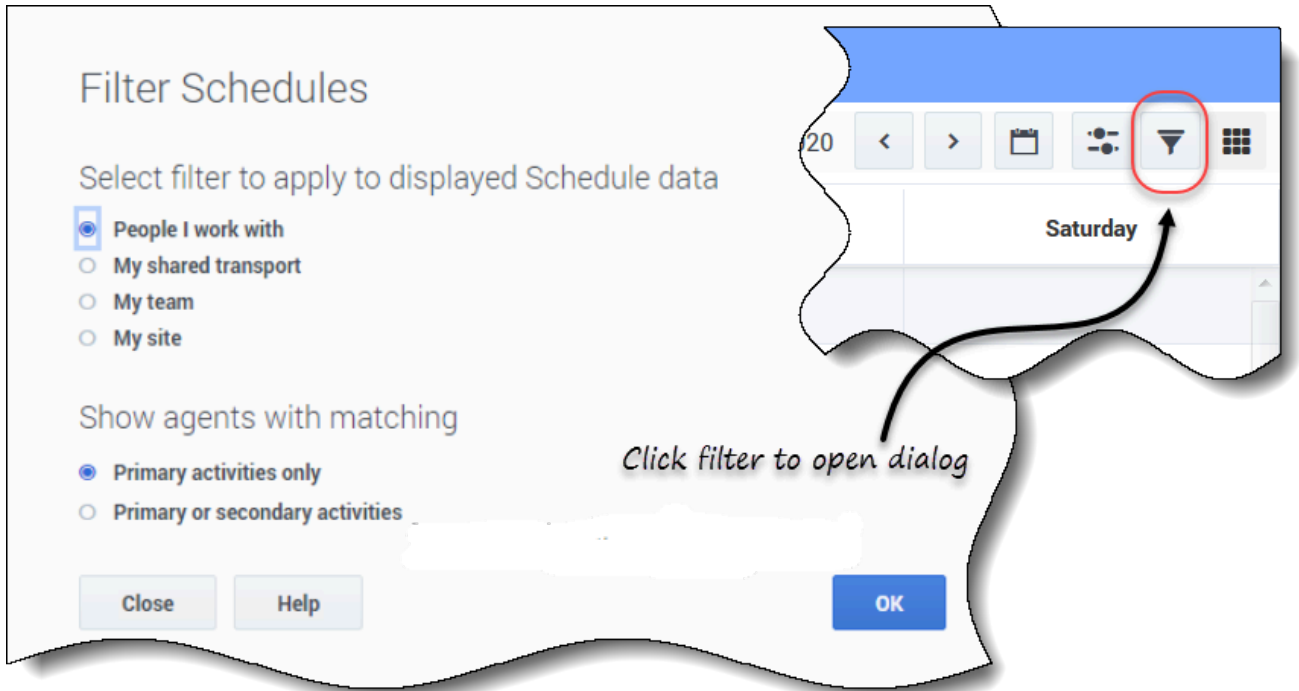 Filter Schedules
Select filter to apply to displayed Schedule data
People I work with
My shared transport
My team
My site
Show agents with matching
Primary activities only
Primary or secondary activities
Close
Help
OK
Click filter to open dialog
20
Saturday